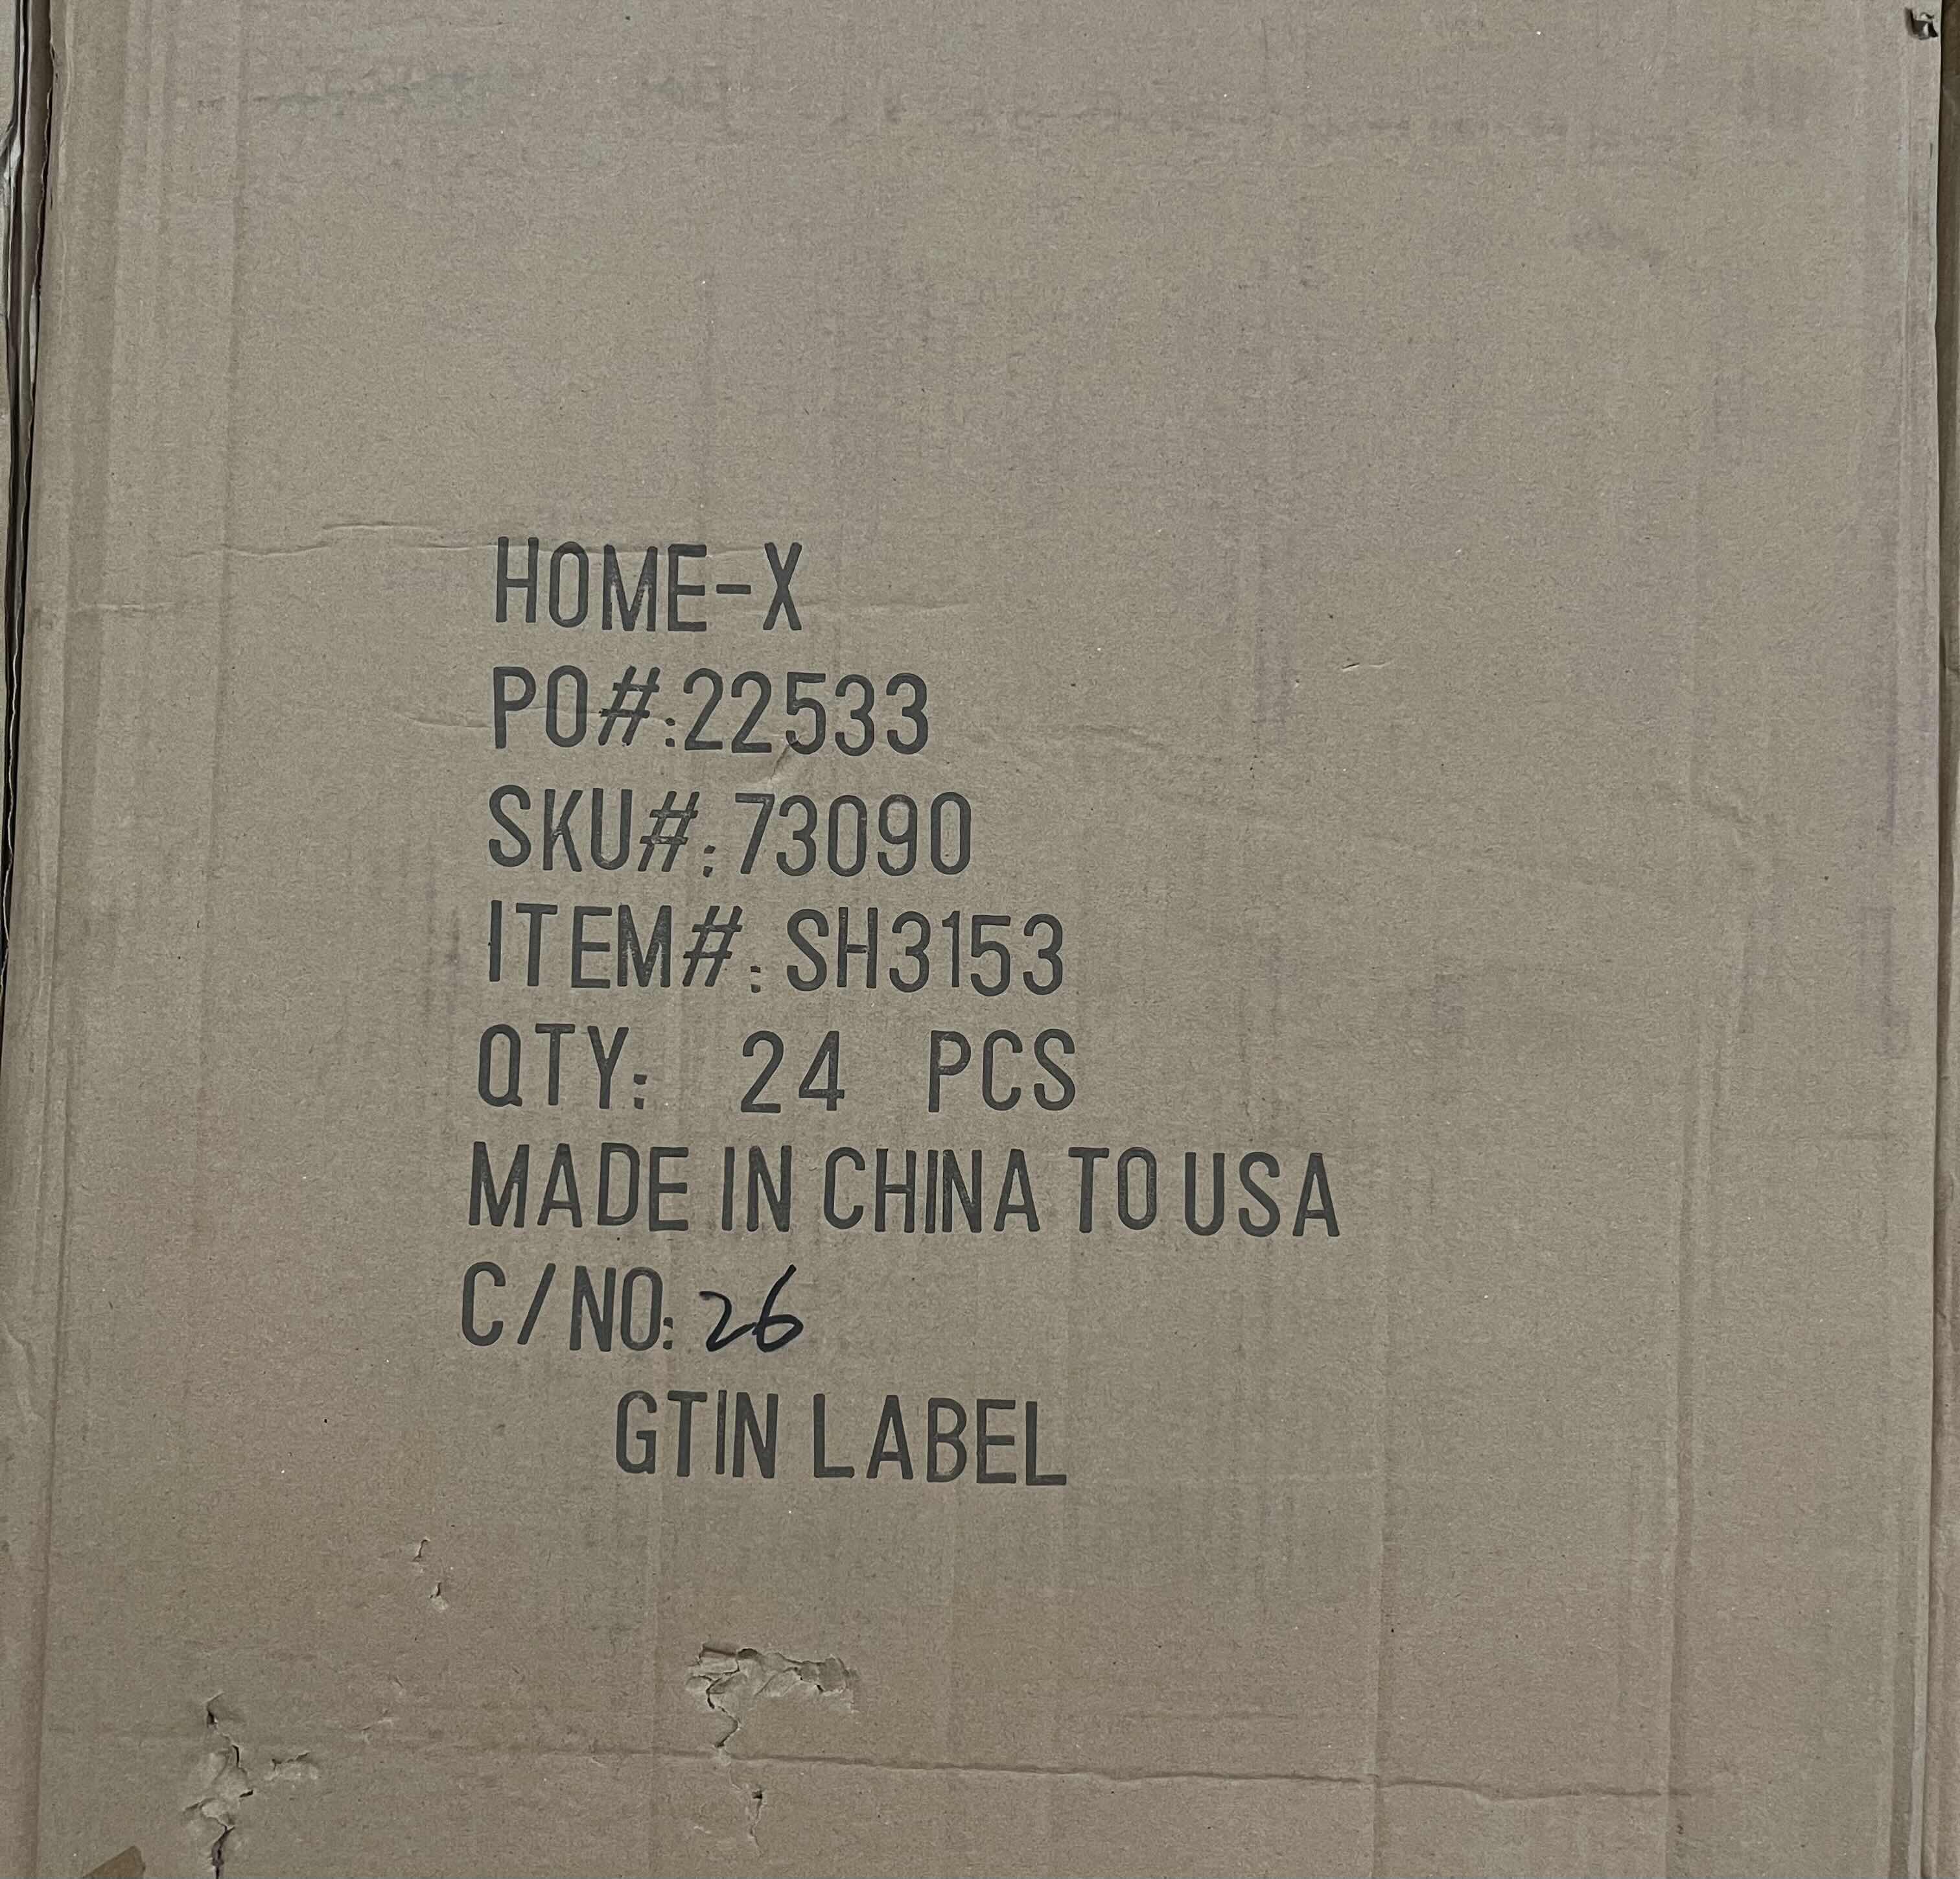 HOME-X
PO#:22533
SKU#:73090
ITEM#:SH3153
QTY: 24 PCS
MADE IN CHINA TO USA
C/NO:26
GTIN LABEL